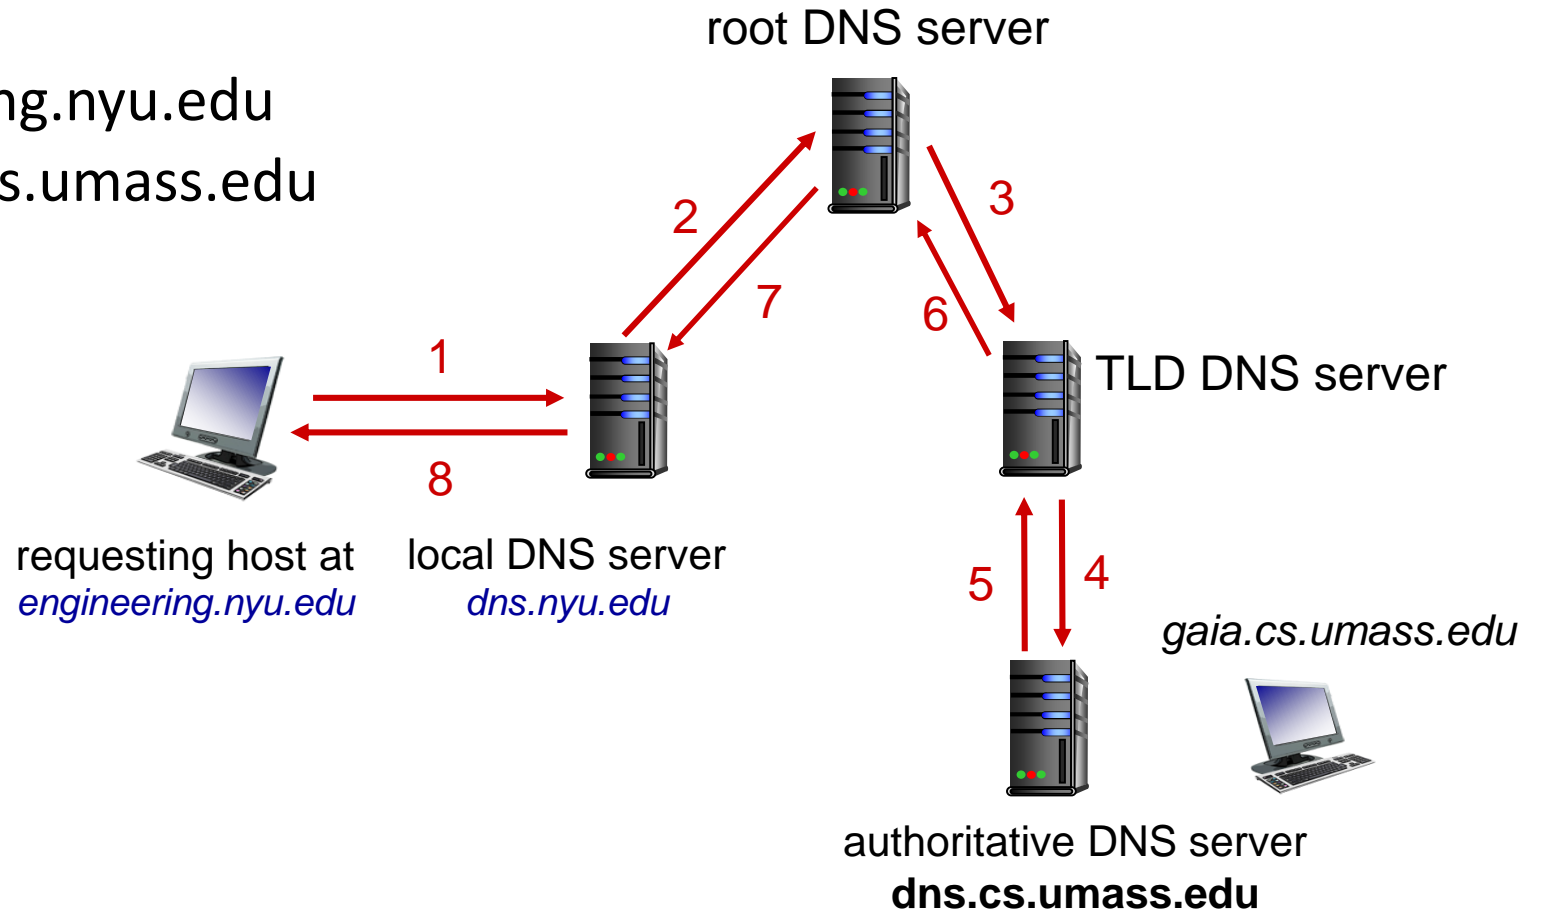 root DNS server
ng.nyu.edu
s.umass.edu
2
3
7
6
1
TLD DNS server
8
requesting host at
engineering.nyu.edu
local DNS server
dns.nyu.edu
5
4
gaia.cs.umass.edu
authoritative DNS server
dns.cs.umass.edu